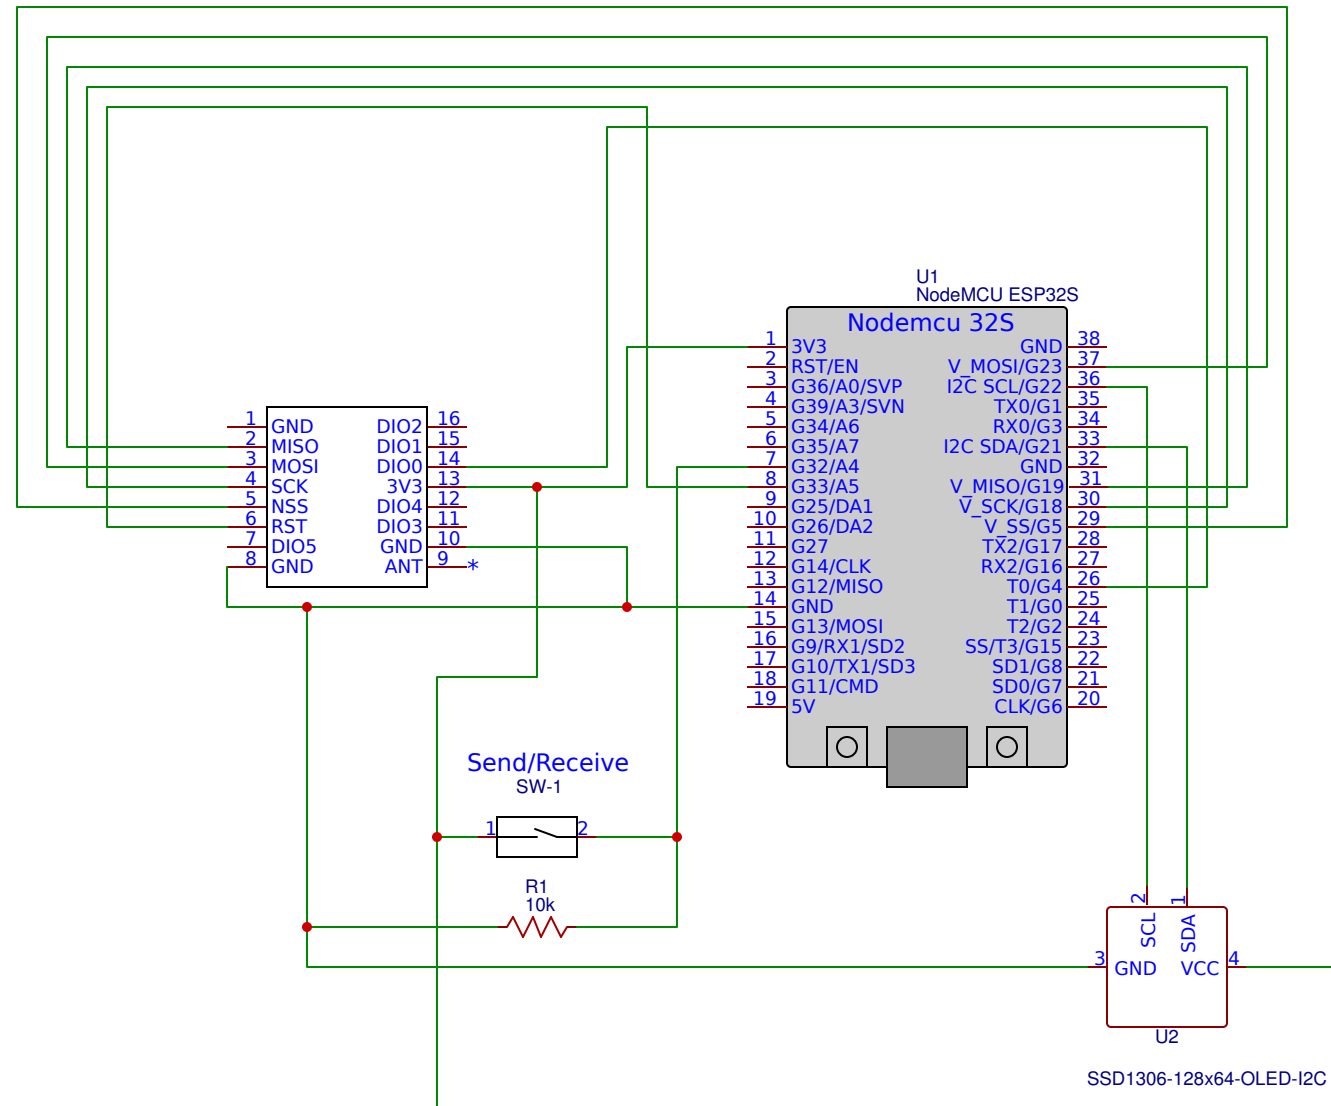 U1
NodeMCU ESP32S
Nodemcu 32S
1 3V3 GND 38
2 RST/EN V_MOSI/G23 37
3 G36/A0/SVP I2C SCL/G22 36
4 G39/A3/SVN TX0/G1 35
5 G34/A6 RX0/G3 34
6 G35/A7 I2C SDA/G21 33
7 G32/A4 GND 32
8 G33/A5 V_MISO/G19 31
9 G25/DA1 V_SCK/G18 30
10 G26/DA2 V_SS/G5 29
11 G27 TX2/G17 28
12 G14/CLK RX2/G16 27
13 G12/MISO T0/G4 26
14 GND T1/G0 25
15 G13/MOSI T2/G2 24
16 G9/RX1/SD2 SS/T3/G15 23
17 G10/TX1/SD3 SD1/G8 22
18 G11/CMD SD0/G7 21
19 5V CLK/G6 20
1 GND DIO2 16
2 MISO DIO1 15
3 MOSI DIO0 14
4 SCK 3V3 13
5 NSS DIO4 12
6 RST DIO3 11
7 DIO5 GND 10
8 GND ANT 9 *
Send/Receive
SW-1
1 2
R1
10k
2 1
SCL SDA
3 GND VCC 4
U2
SSD1306-128x64-OLED-I2C